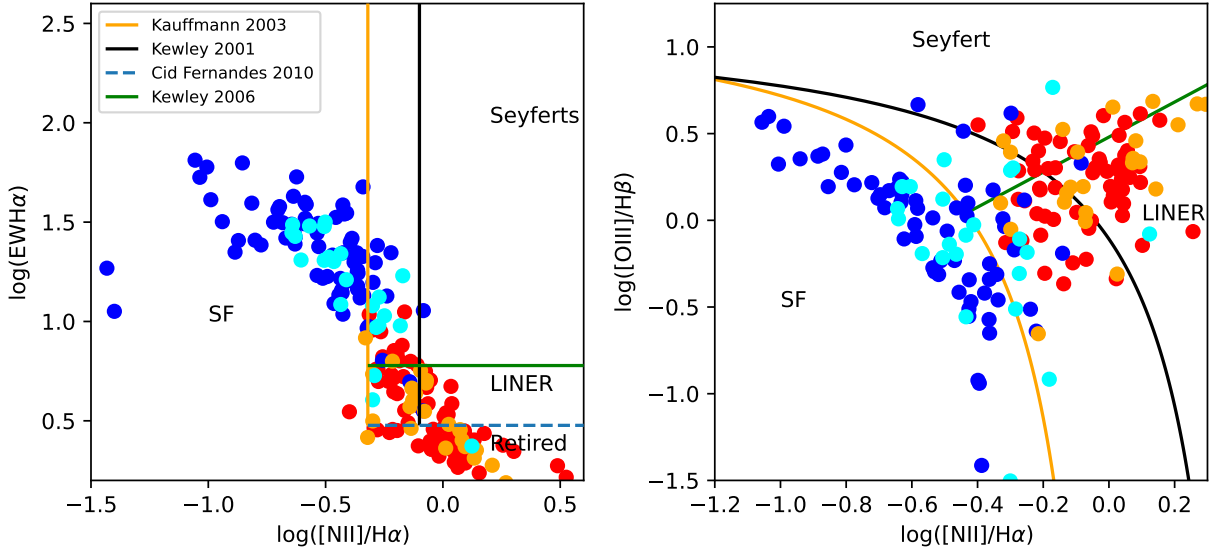 2.5
2.0
1.5
1.0
0.5
log(EWHα)
Kauffmann 2003
Kewley 2001
Cid Fernandes 2010
Kewley 2006
Seyferts
SF
LINER
Retired
−1.5 −1.0 −0.5 0.0 0.5
log([NII]/Hα)
1.0
0.5
0.0
−0.5
−1.0
−1.5
log([OIII]/Hβ)
Seyfert
LINER
SF
−1.2 −1.0 −0.8 −0.6 −0.4 −0.2 0.0 0.2
log([NII]/Hα)